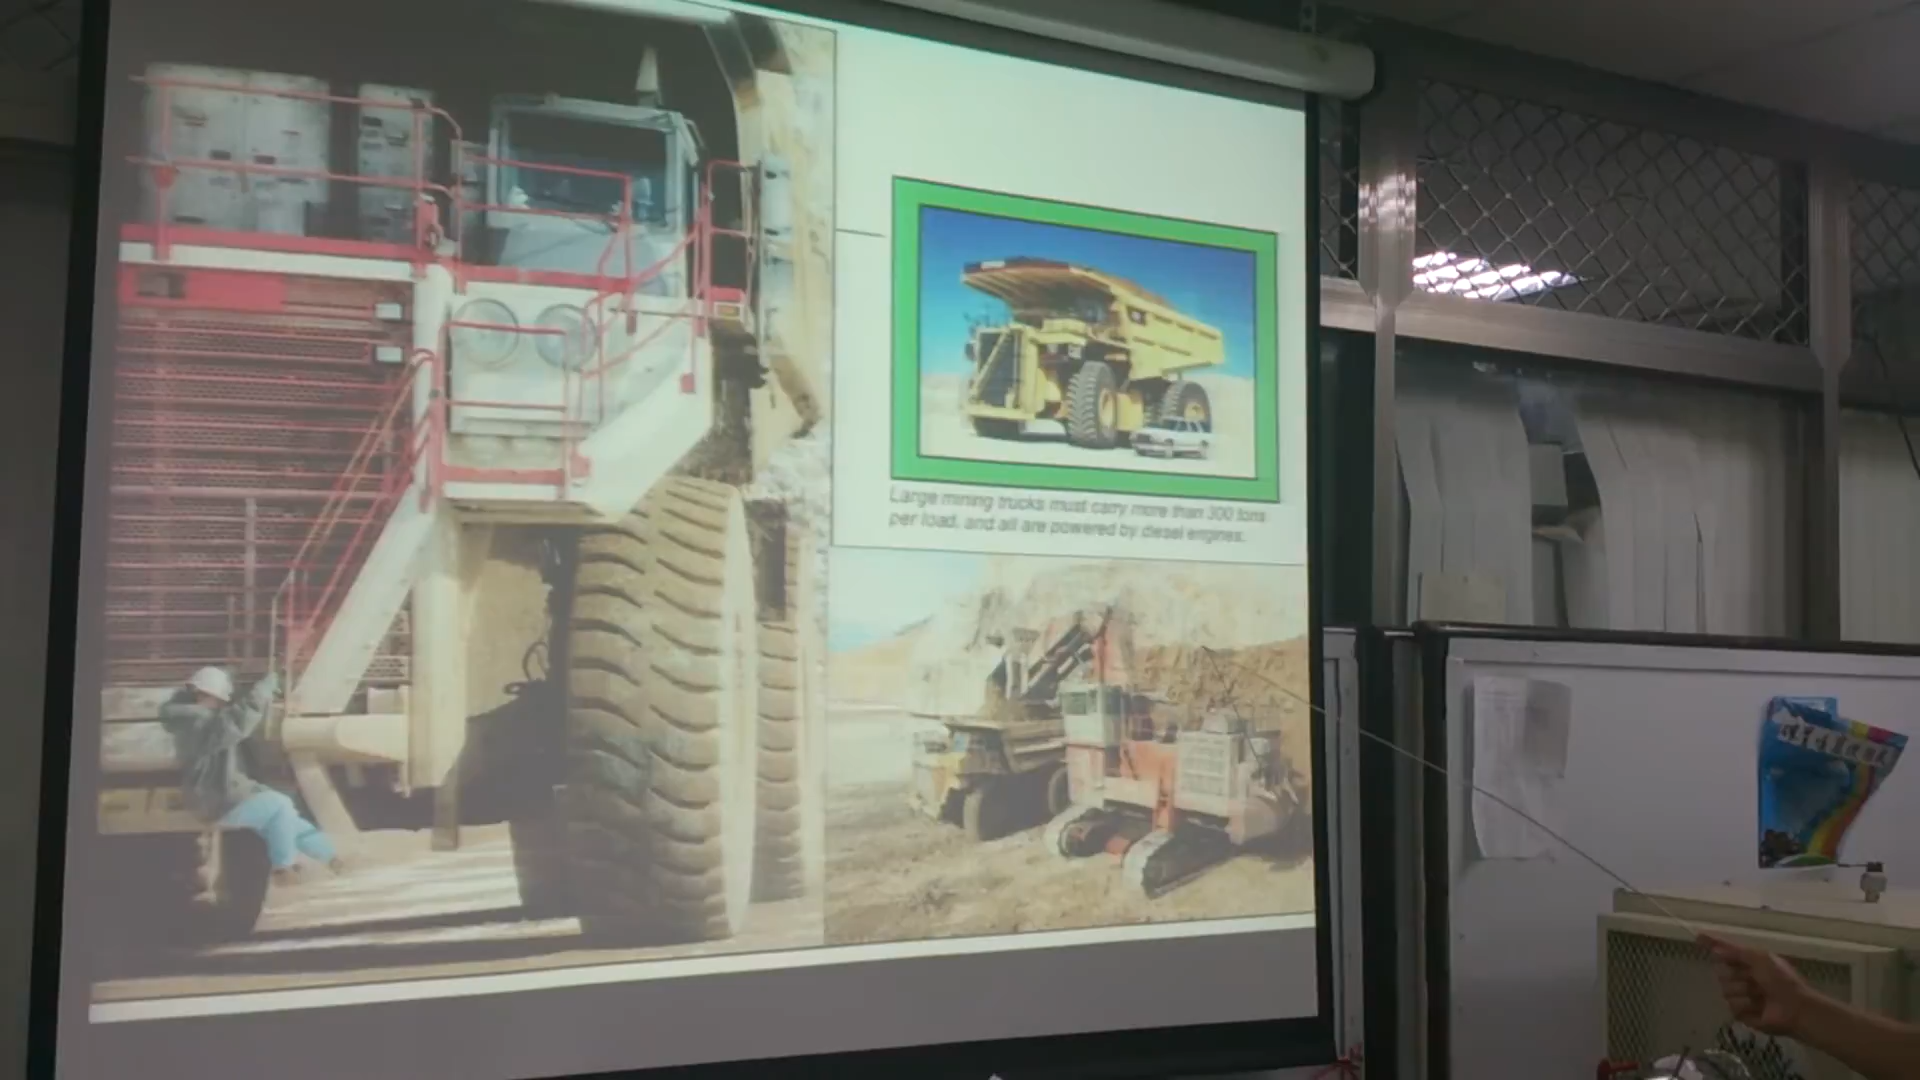 Large mining trucks must carry more than 300 tons
per load, and all are powered by diesel engines.